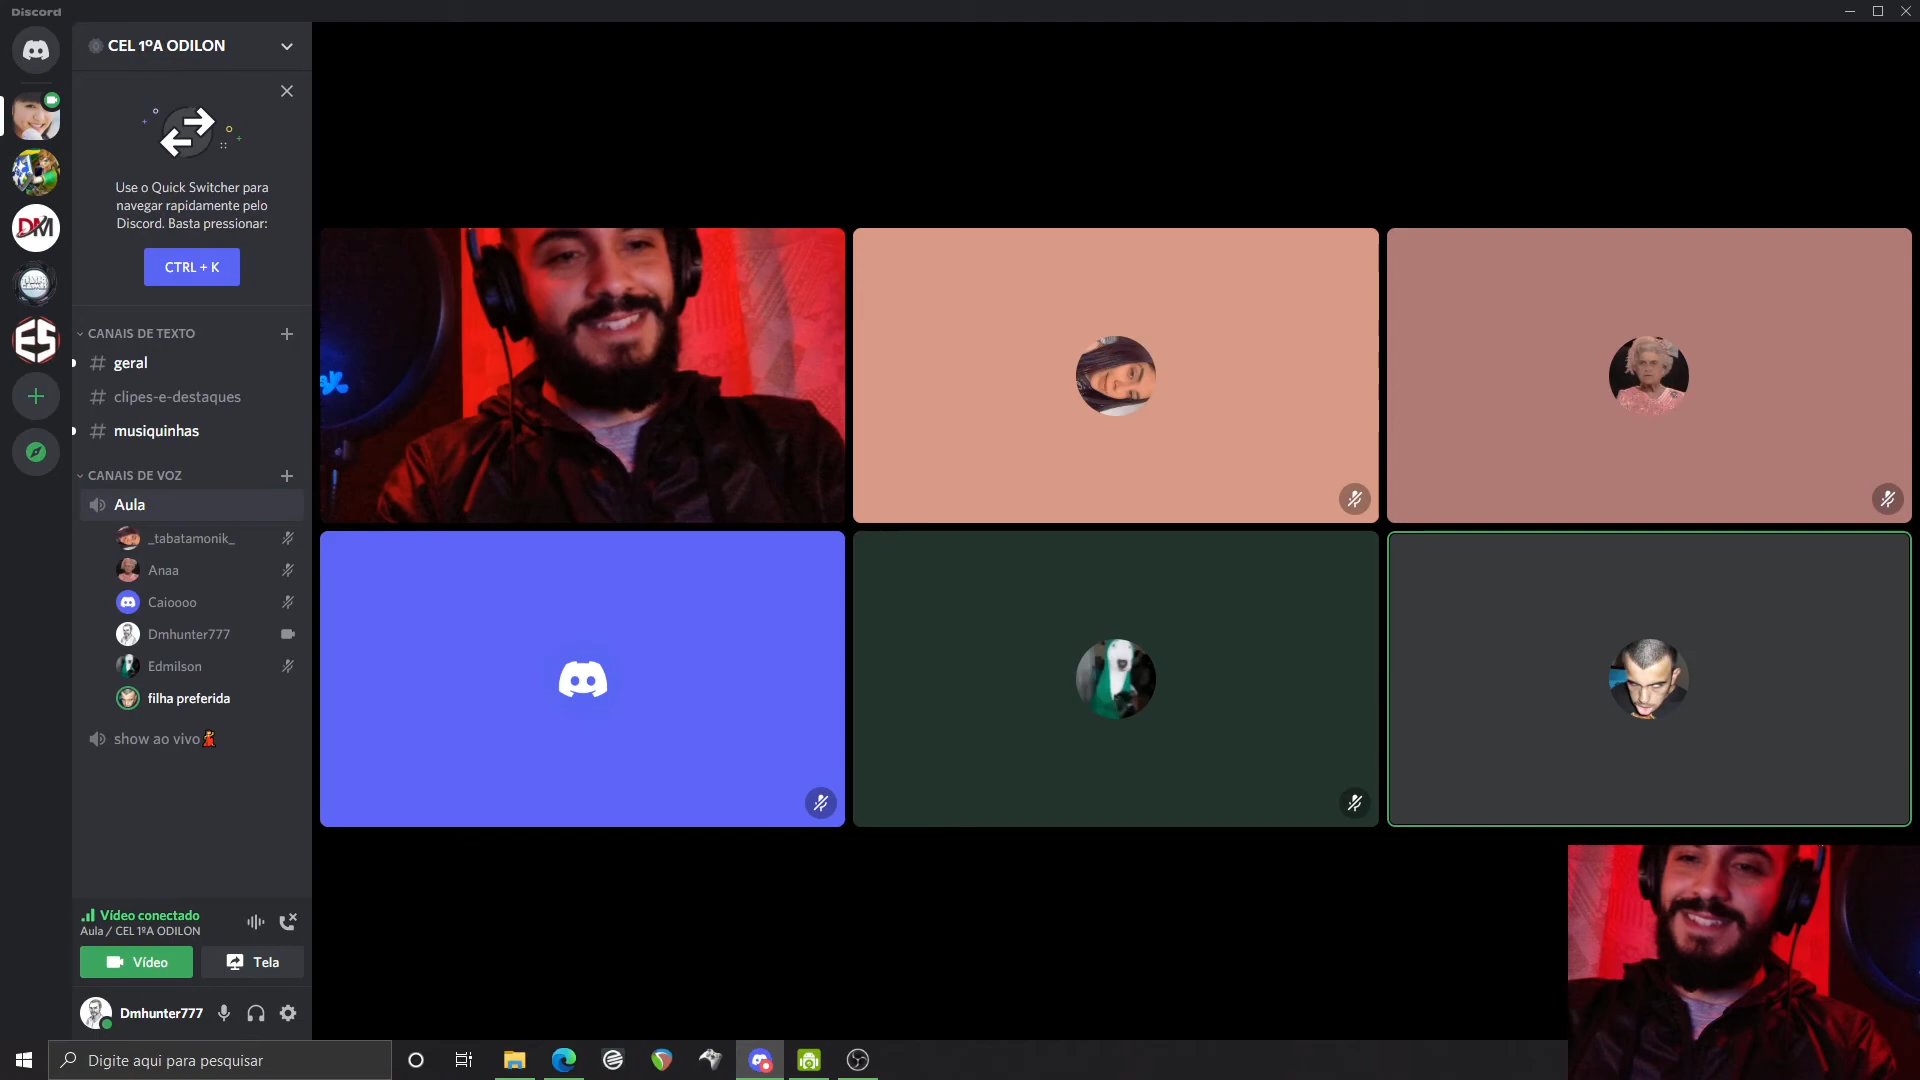 Discord
CEL 1ºA ODILON
Use o Quick Switcher para
navegar rapidamente pelo
Discord. Basta pressionar:
CTRL + K
CANAIS DE TEXTO
geral
clipes-e-destaques
musiquinhas
CANAIS DE VOZ
Aula
_tabatamonik_
Anaa
Caioooo
Dmhunter777
Edmilson
filha preferida
show ao vivo
Vídeo conectado
Aula / CEL 1ºA ODILON
Vídeo
Tela
Dmhunter777
Digite aqui para pesquisar
DM
E5